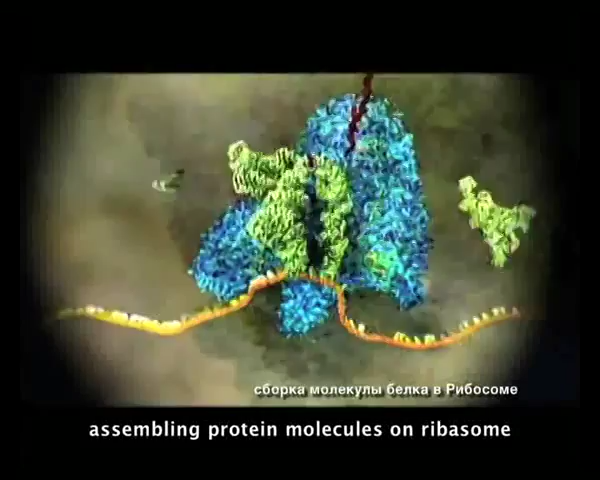 сборка молекулы белка в Рибосоме
assembling protein molecules on ribasome